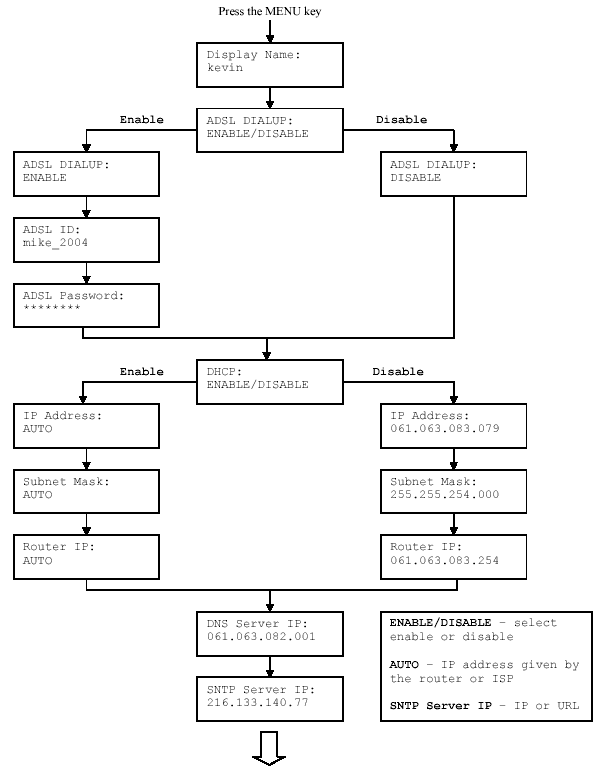 Press the MENU key
Display Name:
kevin
Enable
ADSL DIALUP:
ENABLE/DISABLE
Disable
ADSL DIALUP:
ENABLE
ADSL DIALUP:
DISABLE
ADSL ID:
mike_2004
ADSL Password:
********
Enable
DHCP:
ENABLE/DISABLE
Disable
IP Address:
AUTO
IP Address:
061.063.083.079
Subnet Mask:
AUTO
Subnet Mask:
255.255.254.000
Router IP:
AUTO
Router IP:
061.063.083.254
DNS Server IP:
061.063.082.001
SNTP Server IP:
216.133.140.77
ENABLE/DISABLE – select
enable or disable
AUTO – IP address given by
the router or ISP
SNTP Server IP – IP or URL